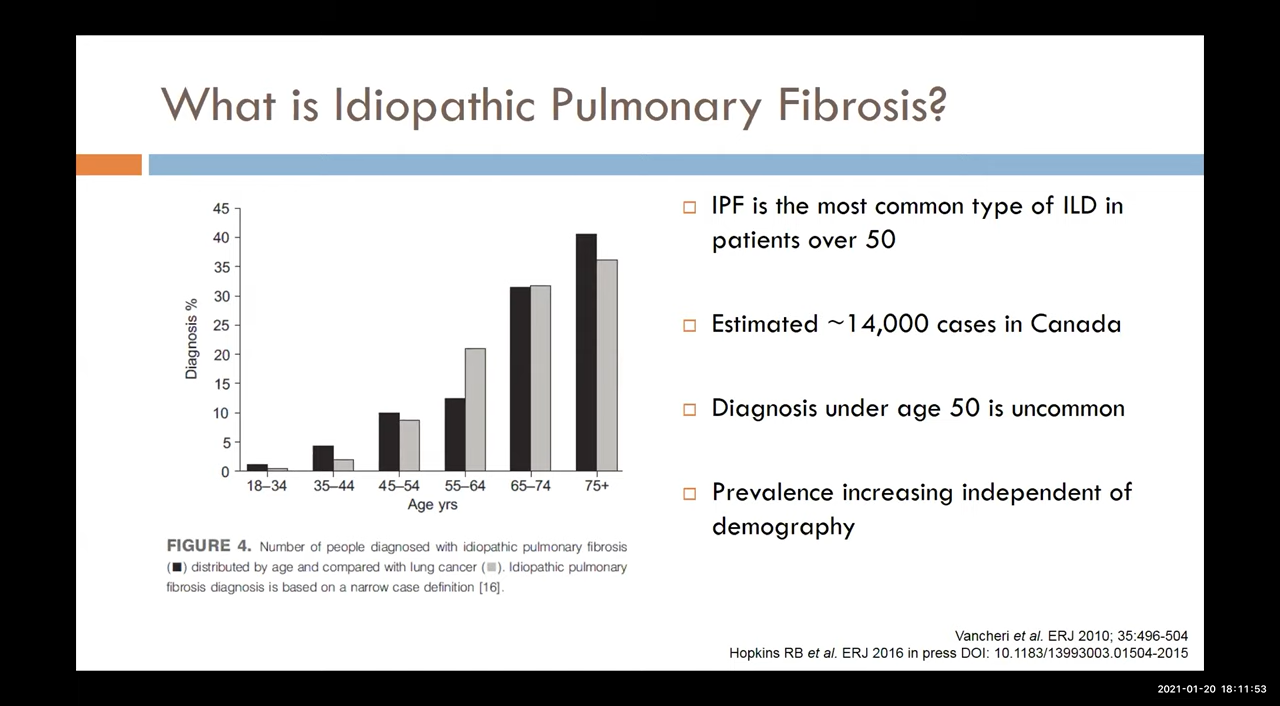 What is Idiopathic Pulmonary Fibrosis?
45
40
35
30
25
20
15
10
5
0
Diagnosis %
18–34 35–44 45–54 55–64 65–74 75+
Age yrs
FIGURE 4. Number of people diagnosed with idiopathic pulmonary fibrosis
(■) distributed by age and compared with lung cancer (■). Idiopathic pulmonary
fibrosis diagnosis is based on a narrow case definition [16].
IPF is the most common type of ILD in
patients over 50
Estimated ~14,000 cases in Canada
Diagnosis under age 50 is uncommon
Prevalence increasing independent of
demography
Vancheri et al. ERJ 2010; 35:496-504
Hopkins RB et al. ERJ 2016 in press DOI: 10.1183/13993003.01504-2015
2021-01-20 18:11:53